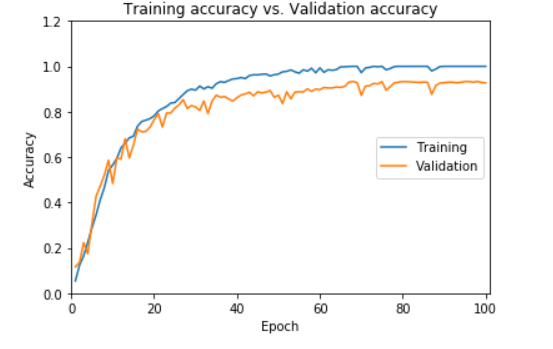 Training accuracy vs. Validation accuracy
1.2
1.0
0.8
0.6
0.4
0.2
0.0
Accuracy
Training
Validation
0 20 40 60 80 100
Epoch